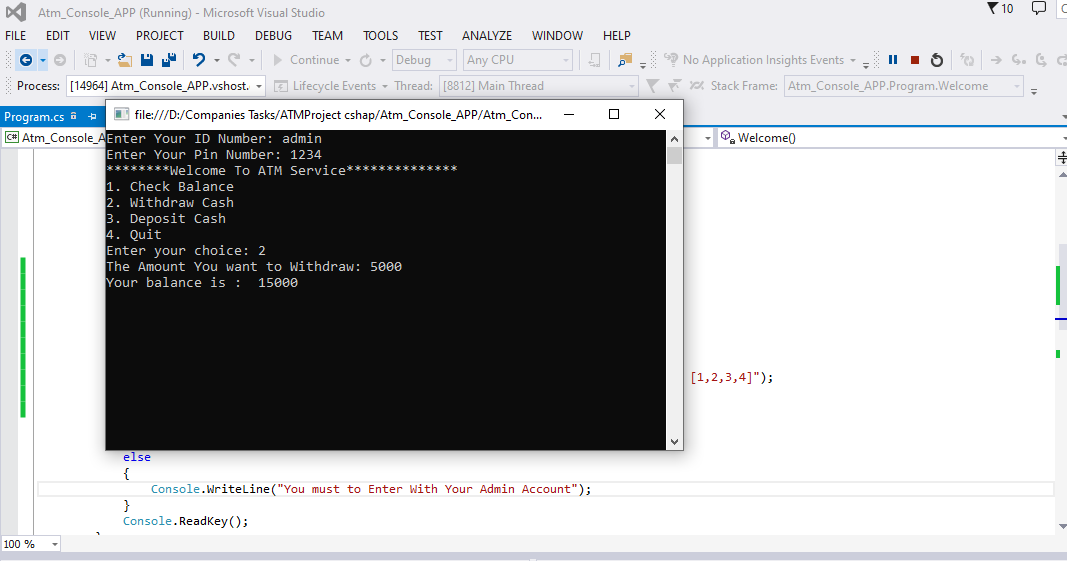 Atm_Console_APP (Running) - Microsoft Visual Studio
10
FILE EDIT VIEW PROJECT BUILD DEBUG TEAM TOOLS TEST ANALYZE WINDOW HELP
Continue Debug Any CPU No Application Insights Events
Process: [14964] Atm_Console_APP.vshost. Lifecycle Events Thread: [8812] Main Thread Stack Frame: Atm_Console_APP.Program.Welcome
Program.cs
file:///D:/Companies Tasks/ATMProject cshap/Atm_Console_APP/Atm_Con...
C# Atm_Console_A
Welcome()
Enter Your ID Number: admin
Enter Your Pin Number: 1234
********Welcome To ATM Service**************
1. Check Balance
2. Withdraw Cash
3. Deposit Cash
4. Quit
Enter your choice: 2
The Amount You want to Withdraw: 5000
Your balance is :  15000
[1,2,3,4]");
else
{
Console.WriteLine("You must to Enter With Your Admin Account");
}
Console.ReadKey();
100 %